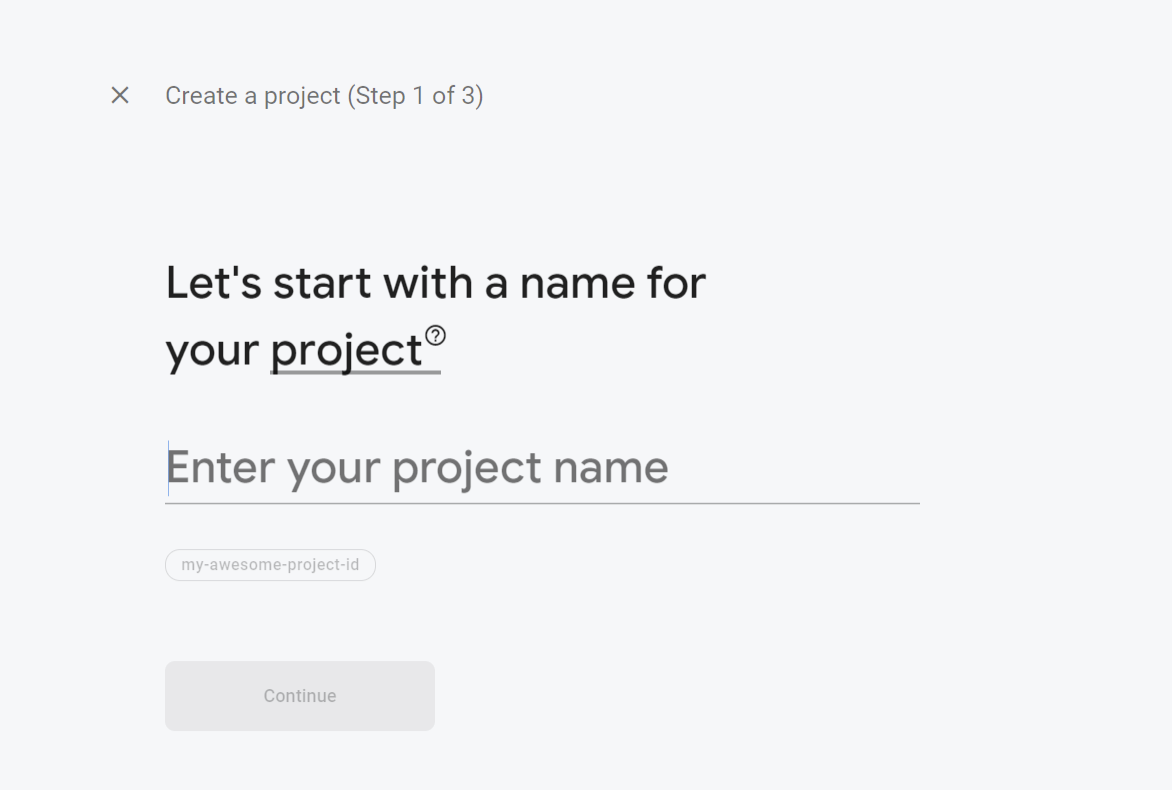 Create a project (Step 1 of 3)
Let's start with a name for
your project
Enter your project name
my-awesome-project-id
Continue